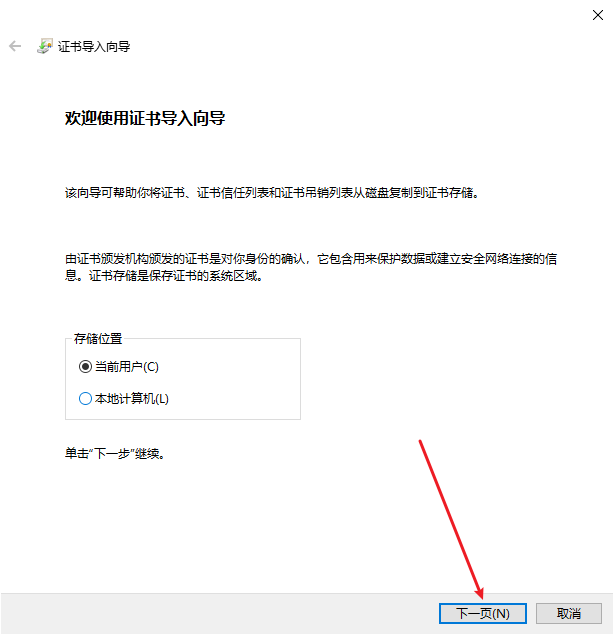 证书导入向导
欢迎使用证书导入向导
该向导可帮助你将证书、证书信任列表和证书吊销列表从磁盘复制到证书存储。
由证书颁发机构颁发的证书是对你身份的确认，它包含用来保护数据或建立安全网络连接的信
息。证书存储是保存证书的系统区域。
存储位置
当前用户(C)
本地计算机(L)
单击"下一步"继续。
下一页(N)
取消